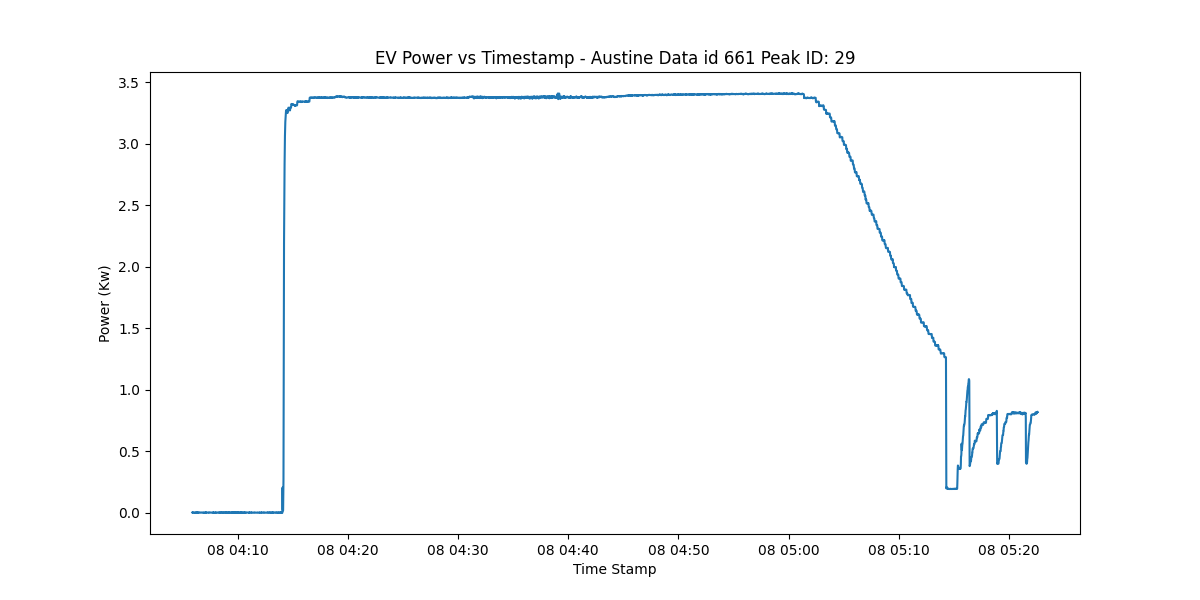 EV Power vs Timestamp - Austine Data id 661 Peak ID: 29
3.5
3.0
2.5
2.0
1.5
1.0
0.5
0.0
Power (Kw)
08 04:10 08 04:20 08 04:30 08 04:40 08 04:50 08 05:00 08 05:10 08 05:20
Time Stamp